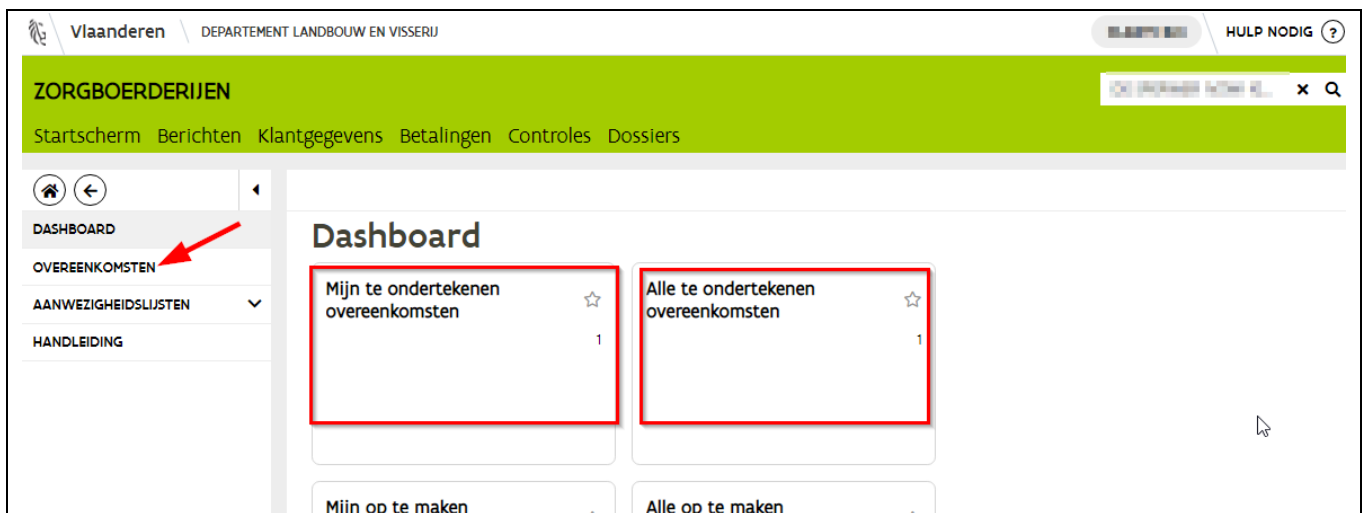 Vlaanderen DEPARTEMENT LANDBOUW EN VISSERIJ HULP NODIG ?
ZORGBOERDERIJEN
Startscherm Berichten Klantgegevens Betalingen Controles Dossiers
DASHBOARD
OVEREENKOMSTEN
AANWEZIGHEIDSLIJSTEN
HANDLEIDING
Dashboard
Mijn te ondertekenen
overeenkomsten
1
Alle te ondertekenen
overeenkomsten
1
Mijn op te maken
Alle op te maken